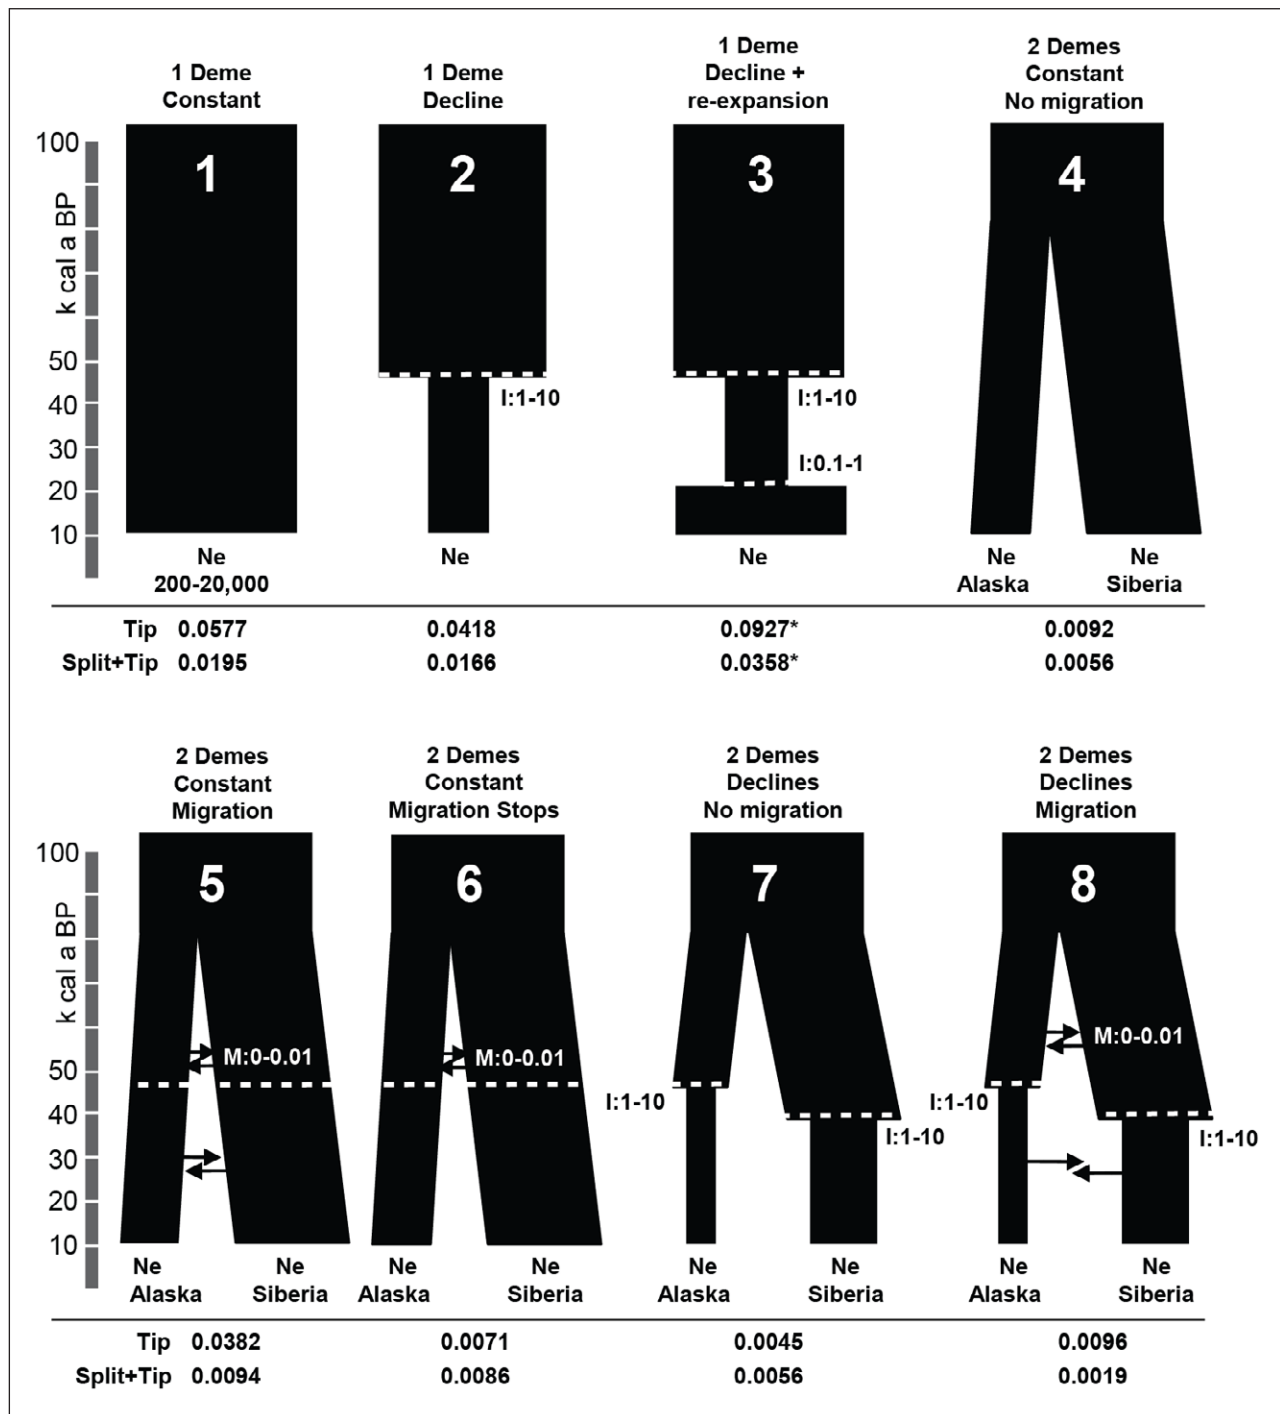 1 Deme
Constant
1 Deme
Decline
1 Deme
Decline +
re-expansion
2 Demes
Constant
No migration
k cal a BP
100
50
40
30
20
10
1
2
3
4
I:1-10
I:1-10
I:0.1-1
Ne
200-20,000
Ne
Ne
Ne
Alaska
Ne
Siberia
Tip 0.0577 0.0418 0.0927* 0.0092
Split+Tip 0.0195 0.0166 0.0358* 0.0056
2 Demes
Constant
Migration
2 Demes
Constant
Migration Stops
2 Demes
Declines
No migration
2 Demes
Declines
Migration
k cal a BP
100
50
40
30
20
10
5
6
7
8
M:0-0.01
M:0-0.01
M:0-0.01
I:1-10
I:1-10
I:1-10
I:1-10
Ne
Alaska
Ne
Siberia
Ne
Alaska
Ne
Siberia
Ne
Alaska
Ne
Siberia
Ne
Alaska
Ne
Siberia
Tip 0.0382 0.0071 0.0045 0.0096
Split+Tip 0.0094 0.0086 0.0056 0.0019